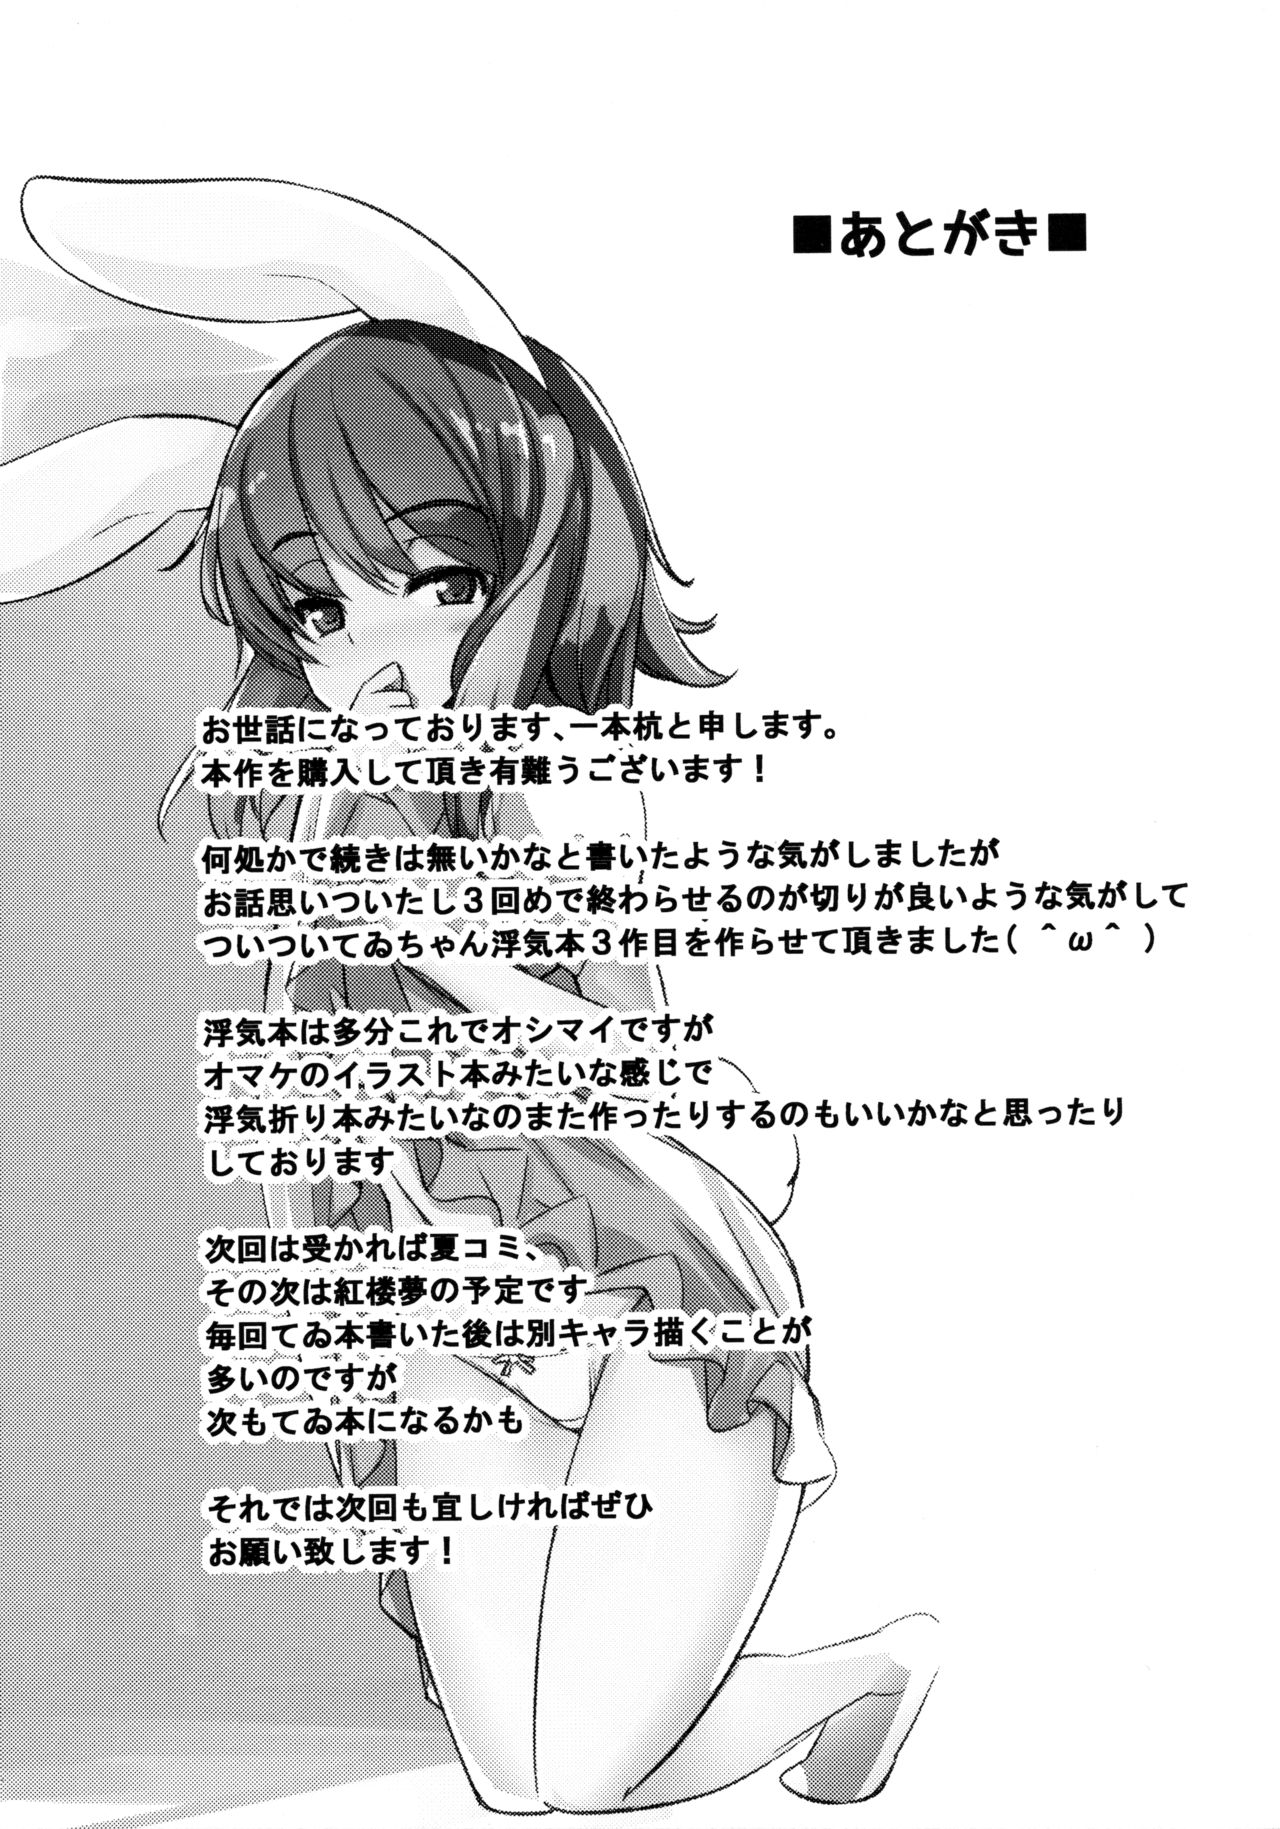 ■あとがき■
お世話になっております、一本杭と申します。
本作を購入して頂き有難うございます！
何処かで続きは無いかなと書いたような気がしましたが
お話思いついたし３回めで終わらせるのが切りが良いような気がして
ついついてゐちゃん浮気本３作目を作らせて頂きました( ＾ω＾ )
浮気本は多分これでオシマイですが
オマケのイラスト本みたいな感じで
浮気折り本みたいなのまた作ったりするのもいいかなと思ったり
しております
次回は受かれば夏コミ、
その次は紅楼夢の予定です
毎回てゐ本書いた後は別キャラ描くことが
多いのですが
次もてゐ本になるかも
それでは次回も宜しければぜひ
お願い致します！